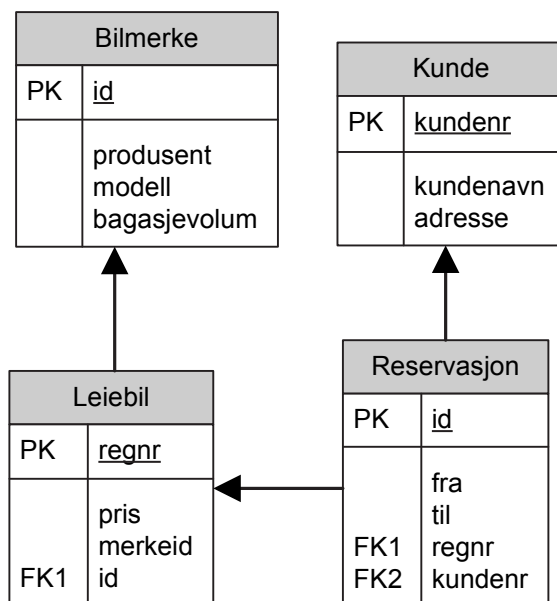 Bilmerke
PK id
produsent
modell
bagasjevolum
Kunde
PK kundenr
kundenavn
adresse
Leiebil
PK regnr
pris
merkeid
FK1 id
Reservasjon
PK id
fra
til
FK1 regnr
FK2 kundenr